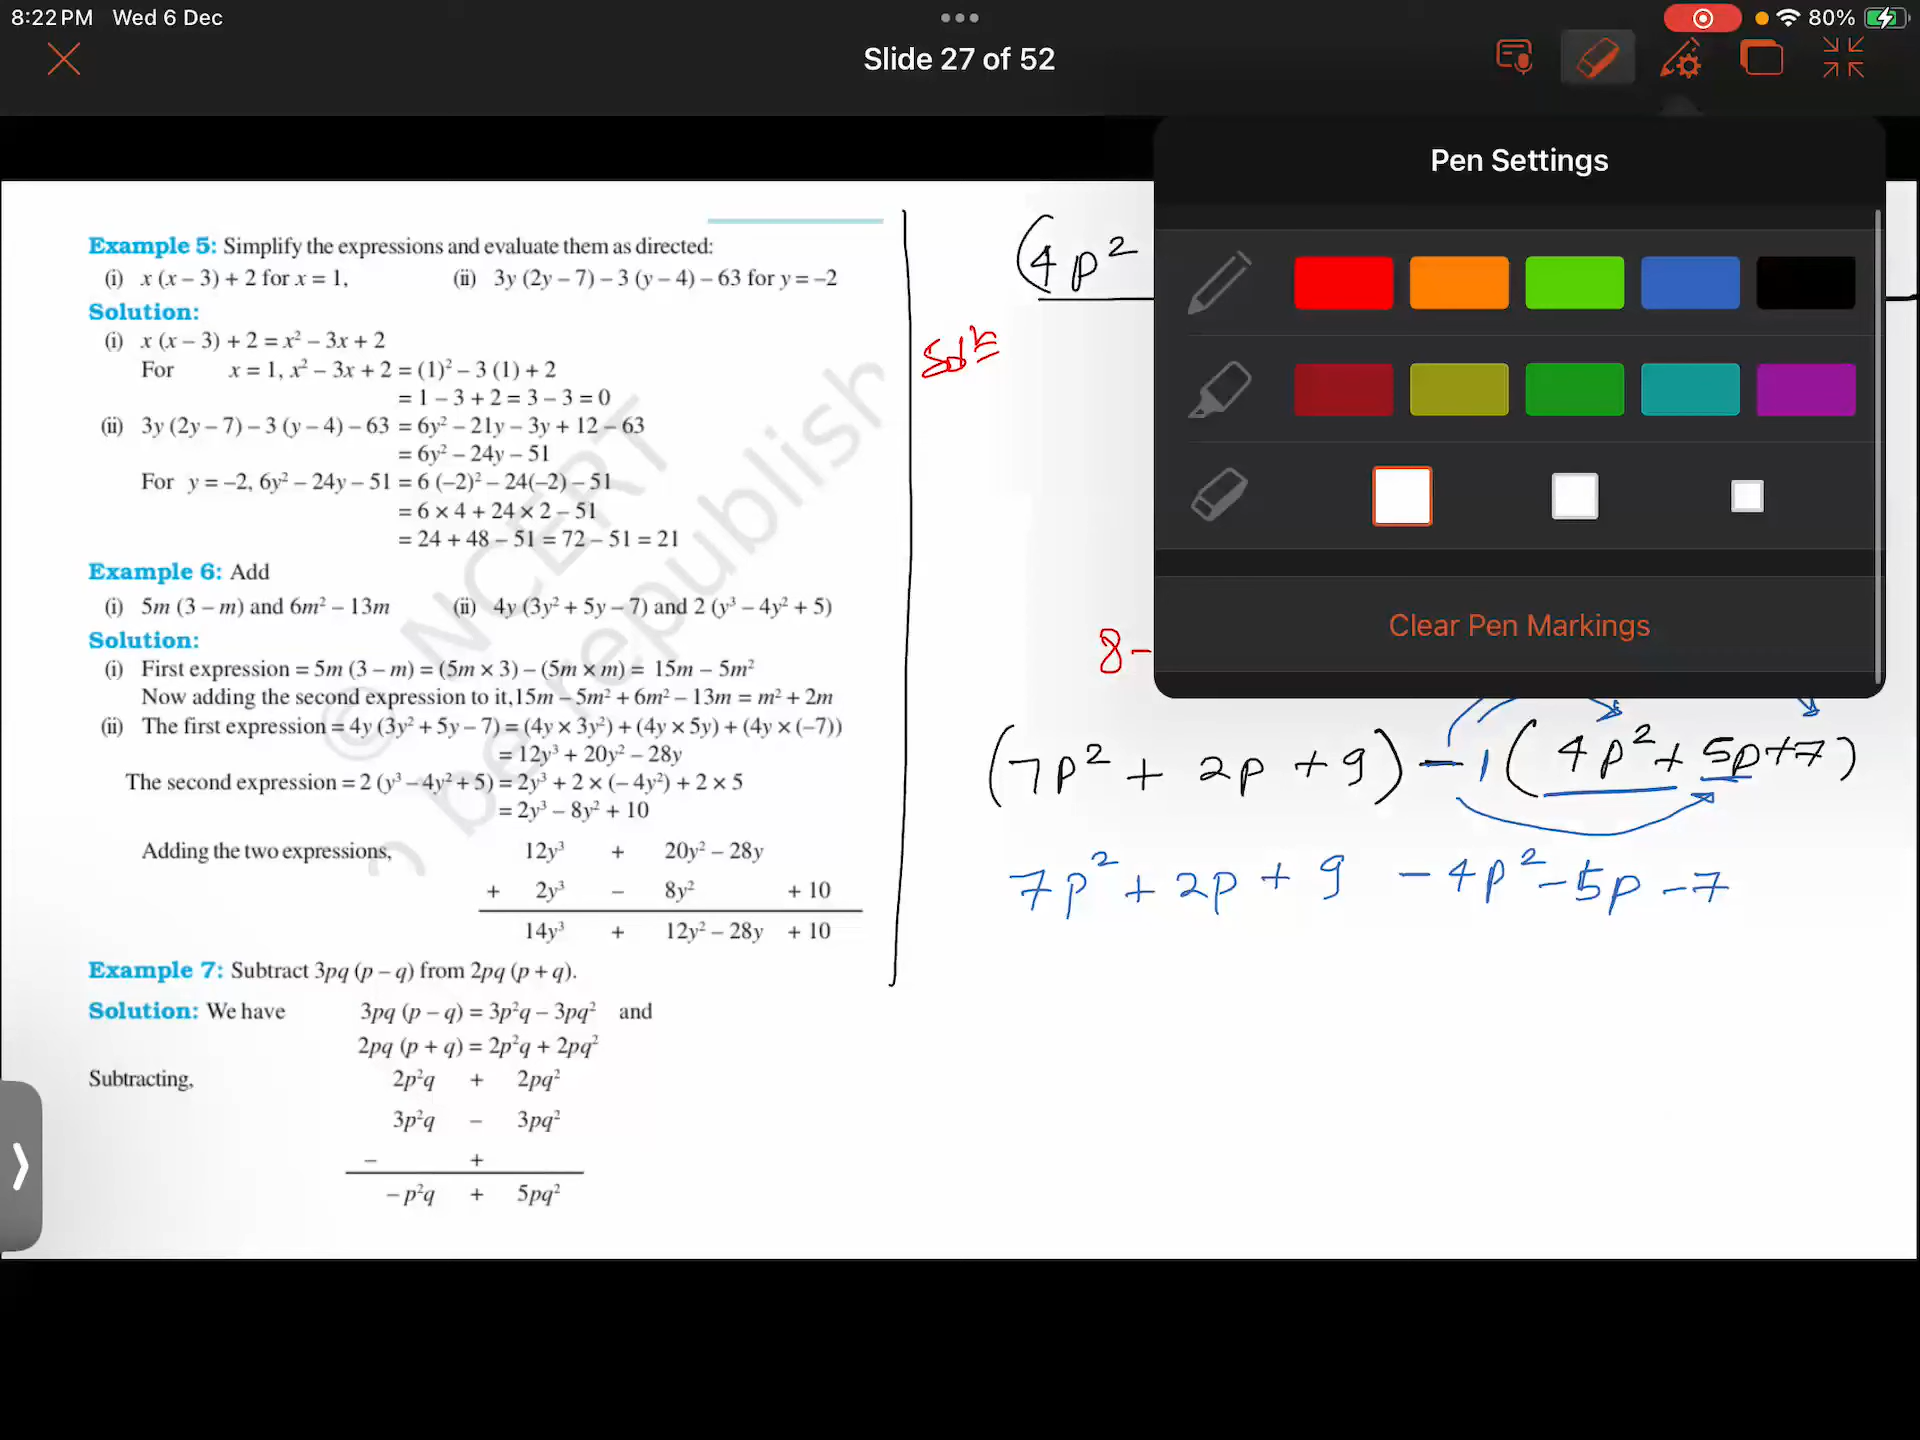 8:22 PM Wed 6 Dec
80%
Slide 27 of 52
Pen Settings
Clear Pen Markings
Example 5: Simplify the expressions and evaluate them as directed:
(i) x (x – 3) + 2 for x = 1, (ii) 3y (2y – 7) – 3 (y – 4) – 63 for y = –2
Solution:
(i) x (x – 3) + 2 = x² – 3x + 2
For x = 1, x² – 3x + 2 = (1)² – 3 (1) + 2
= 1 – 3 + 2 = 3 – 3 = 0
(ii) 3y (2y – 7) – 3 (y – 4) – 63 = 6y² – 21y – 3y + 12 – 63
= 6y² – 24y – 51
For y = –2, 6y² – 24y – 51 = 6 (–2)² – 24(–2) – 51
= 6 × 4 + 24 × 2 – 51
= 24 + 48 – 51 = 72 – 51 = 21
Example 6: Add
(i) 5m (3 – m) and 6m² – 13m (ii) 4y (3y² + 5y – 7) and 2 (y³ – 4y² + 5)
Solution:
(i) First expression = 5m (3 – m) = (5m × 3) – (5m × m) = 15m – 5m²
Now adding the second expression to it, 15m – 5m² + 6m² – 13m = m² + 2m
(ii) The first expression = 4y (3y² + 5y – 7) = (4y × 3y²) + (4y × 5y) + (4y × (–7))
= 12y³ + 20y² – 28y
The second expression = 2 (y³ – 4y² + 5) = 2y³ + 2 × (– 4y²) + 2 × 5
= 2y³ – 8y² + 10
Adding the two expressions, 12y³ + 20y² – 28y
+ 2y³ – 8y² + 10
14y³ + 12y² – 28y + 10
Example 7: Subtract 3pq (p – q) from 2pq (p + q).
Solution: We have 3pq (p – q) = 3p²q – 3pq² and
2pq (p + q) = 2p²q + 2pq²
Subtracting, 2p²q + 2pq²
3p²q – 3pq²
– +
– p²q + 5pq²
© NCERT
be republish
(4p²
Solⁿ
8 –
(7p² + 2p + 9) – 1 ( 4p² + 5p + 7)
7p² + 2p + 9 – 4p² – 5p – 7